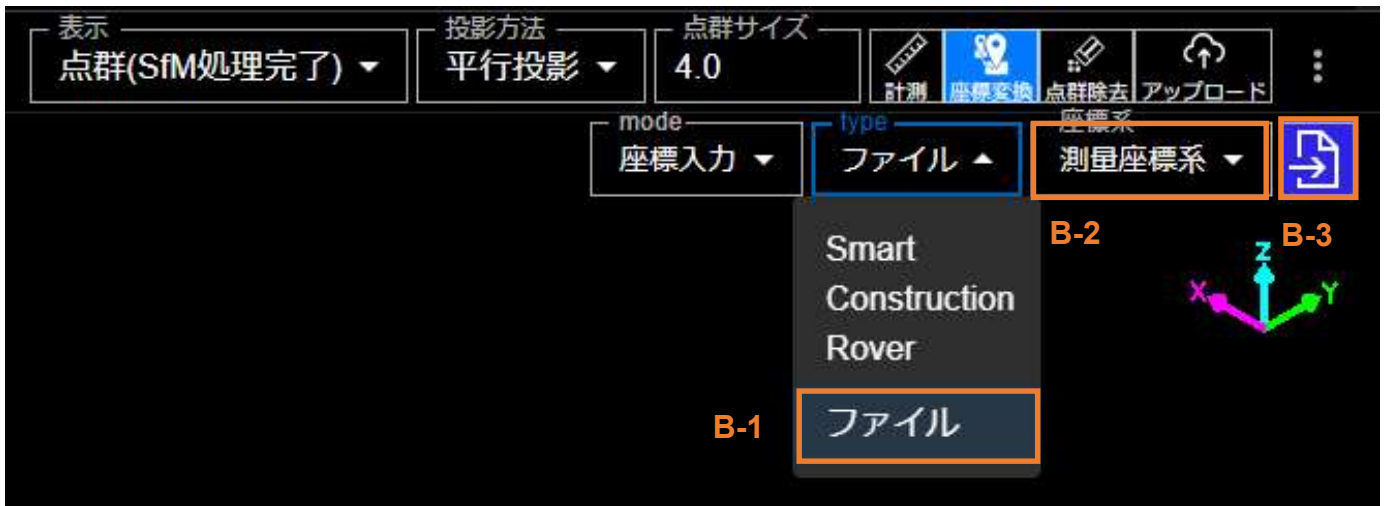 表示
点群(SfM処理完了)
投影方法
平行投影
点群サイズ
4.0
計測
座標変換
点群除去
アップロード
mode
座標入力
type
ファイル
座標系
測量座標系
B-2
B-3
Smart
Construction
Rover
Z
X
Y
B-1
ファイル